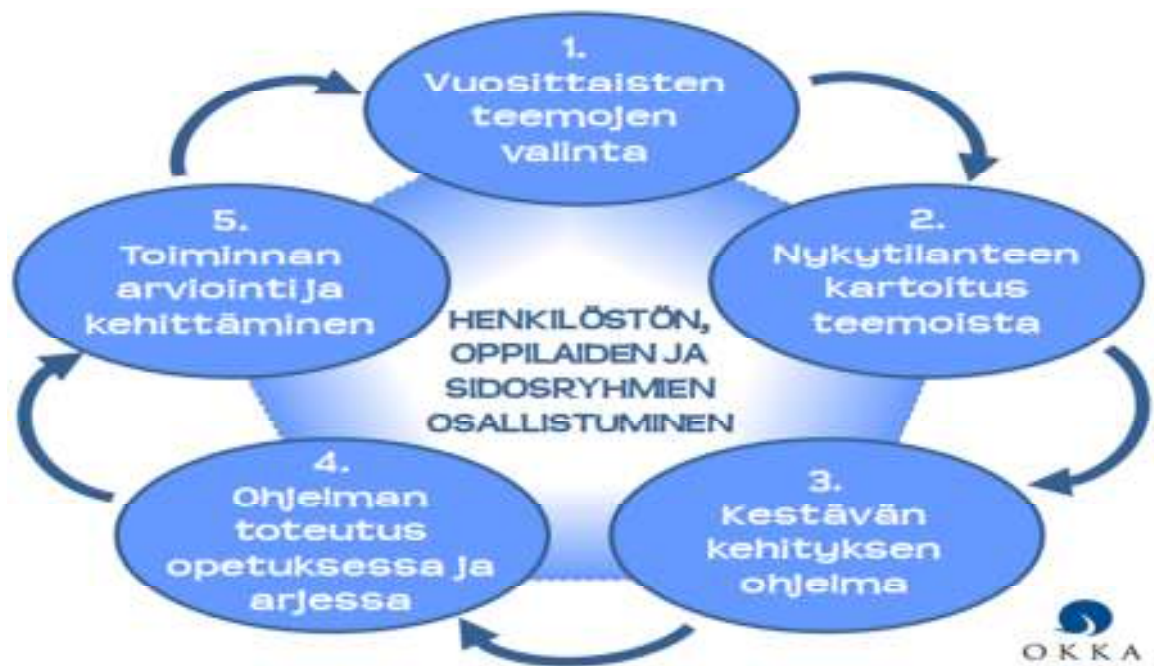 1.
Vuosittaisten
teemojen
valinta
2.
Nykytilanteen
kartoitus
teemoista
3.
Kestävän
kehityksen
ohjelma
4.
Ohjelman
toteutus
opetuksessa ja
arjessa
5.
Toiminnan
arviointi ja
kehittäminen
HENKILÖSTÖN,
OPPILAIDEN JA
SIDOSRYHMIEN
OSALLISTUMINEN
OKKA